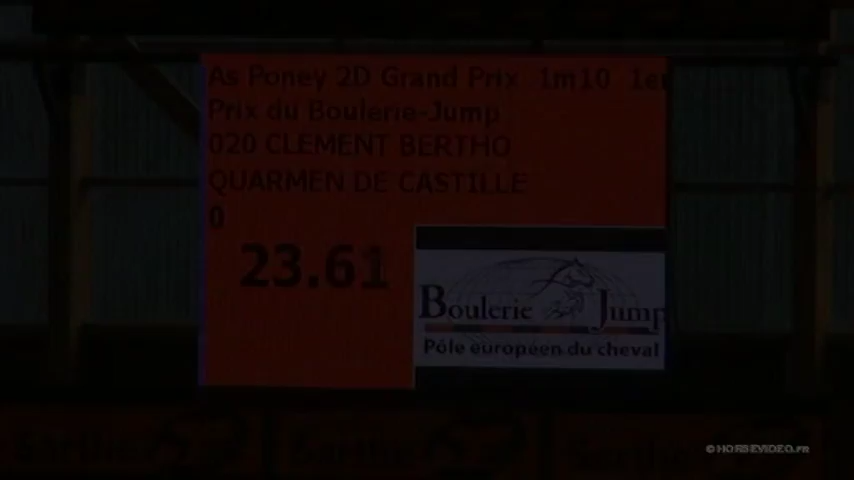 As Poney 2D Grand Prix 1m10 1er
Prix du Boulerie-Jump
020 CLEMENT BERTHO
QUARMEN DE CASTILLE
0
23.61
Boulerie Jump
Pôle européen du cheval
Sarthe
© HORSEVIDEO.FR